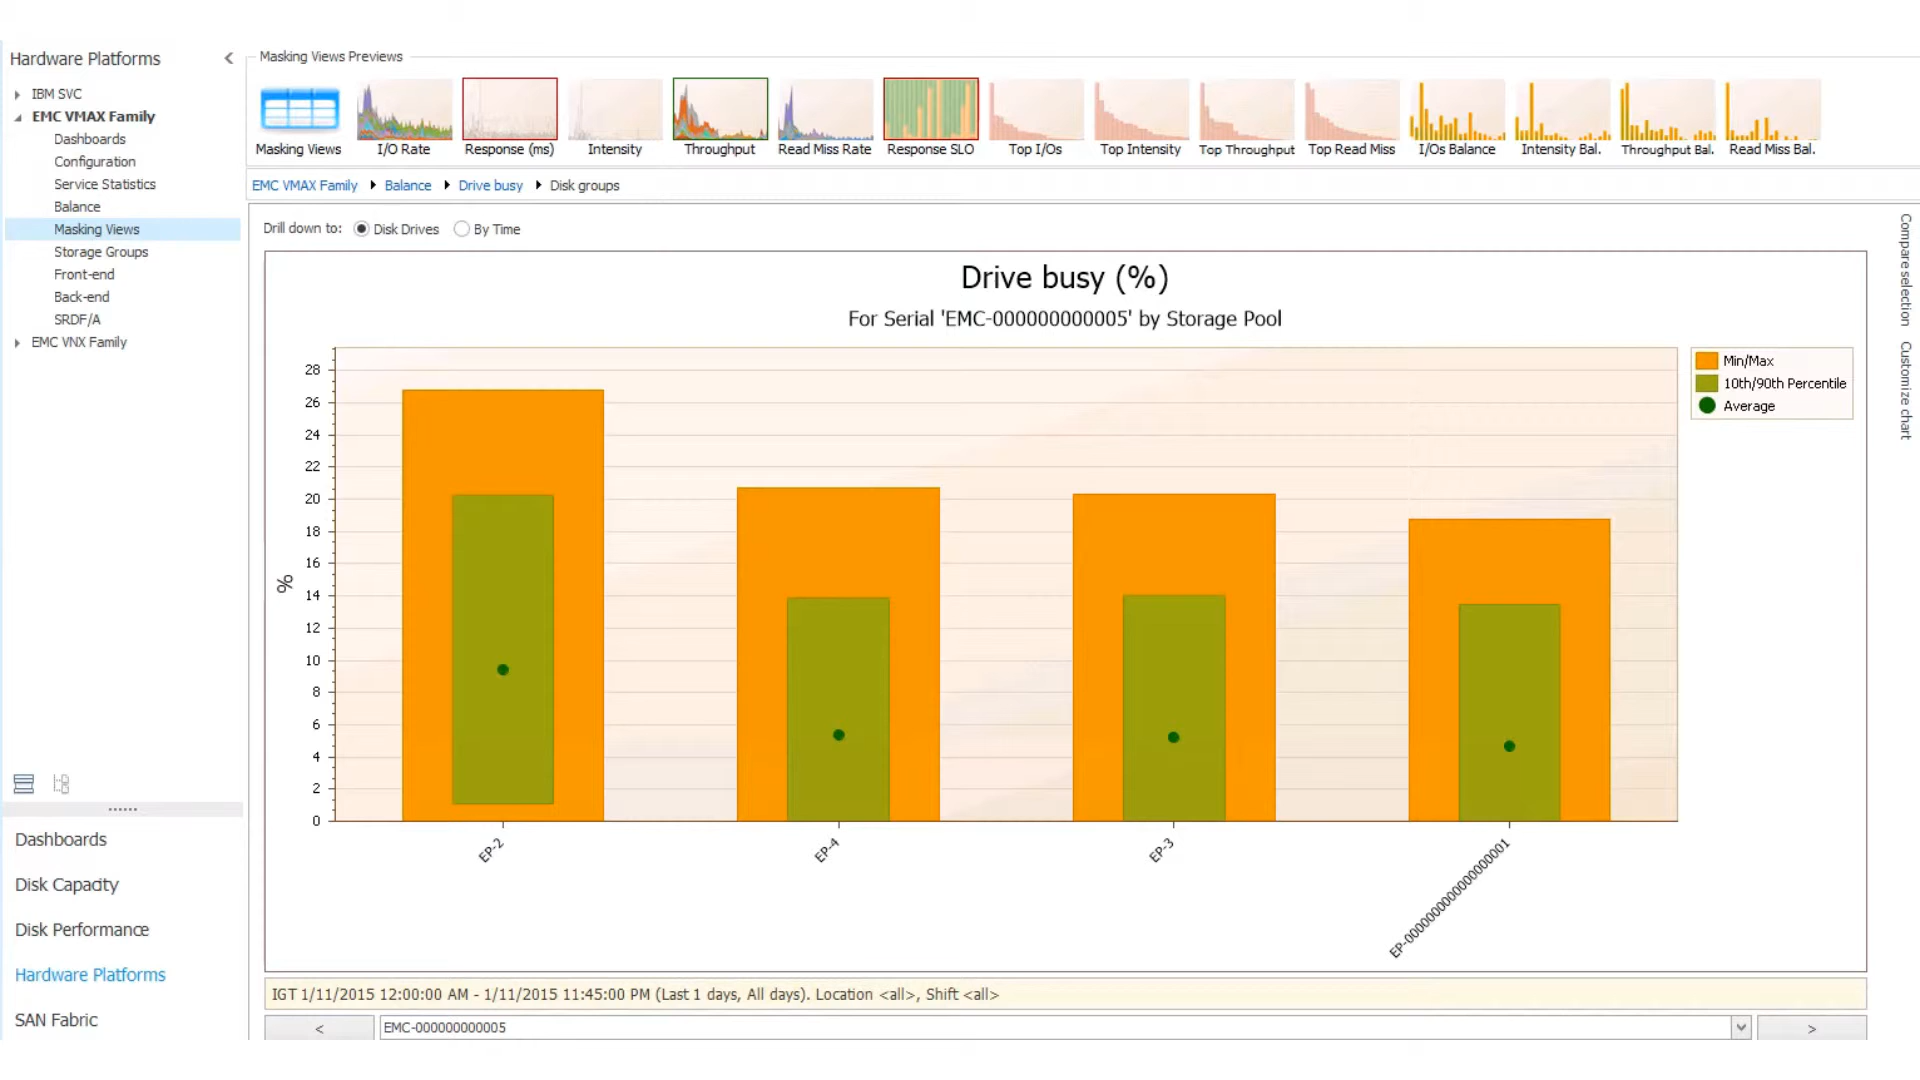 Hardware Platforms
IBM SVC
EMC VMAX Family
Dashboards
Configuration
Service Statistics
Balance
Masking Views
Storage Groups
Front-end
Back-end
SRDF/A
EMC VNX Family
Dashboards
Disk Capacity
Disk Performance
Hardware Platforms
SAN Fabric
Masking Views Previews
Masking Views I/O Rate Response (ms) Intensity Throughput Read Miss Rate Response SLO Top I/Os Top Intensity Top Throughput Top Read Miss I/Os Balance Intensity Bal. Throughput Bal. Read Miss Bal.
EMC VMAX Family Balance Drive busy Disk groups
Drill down to: Disk Drives By Time
Drive busy (%)
For Serial 'EMC-000000000005' by Storage Pool
28
26
24
22
20
18
16
14
12
10
8
6
4
2
0
%
EP-2
EP-4
EP-3
Min/Max
10th/90th Percentile
Average
Compare selection
Customize chart
IGT 1/11/2015 12:00:00 AM - 1/11/2015 11:45:00 PM (Last 1 days, All days). Location <all>, Shift <all>
< EMC-000000000005 >